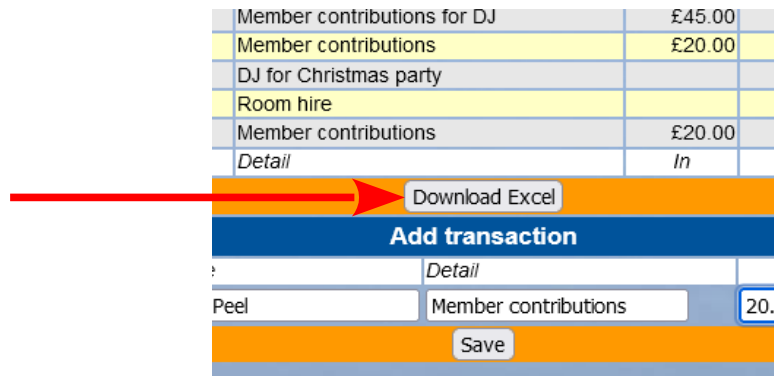 Member contributions for DJ £45.00
Member contributions £20.00
DJ for Christmas party
Room hire
Member contributions £20.00
Detail In
Download Excel
Add transaction
Detail
Peel Member contributions 20.
Save